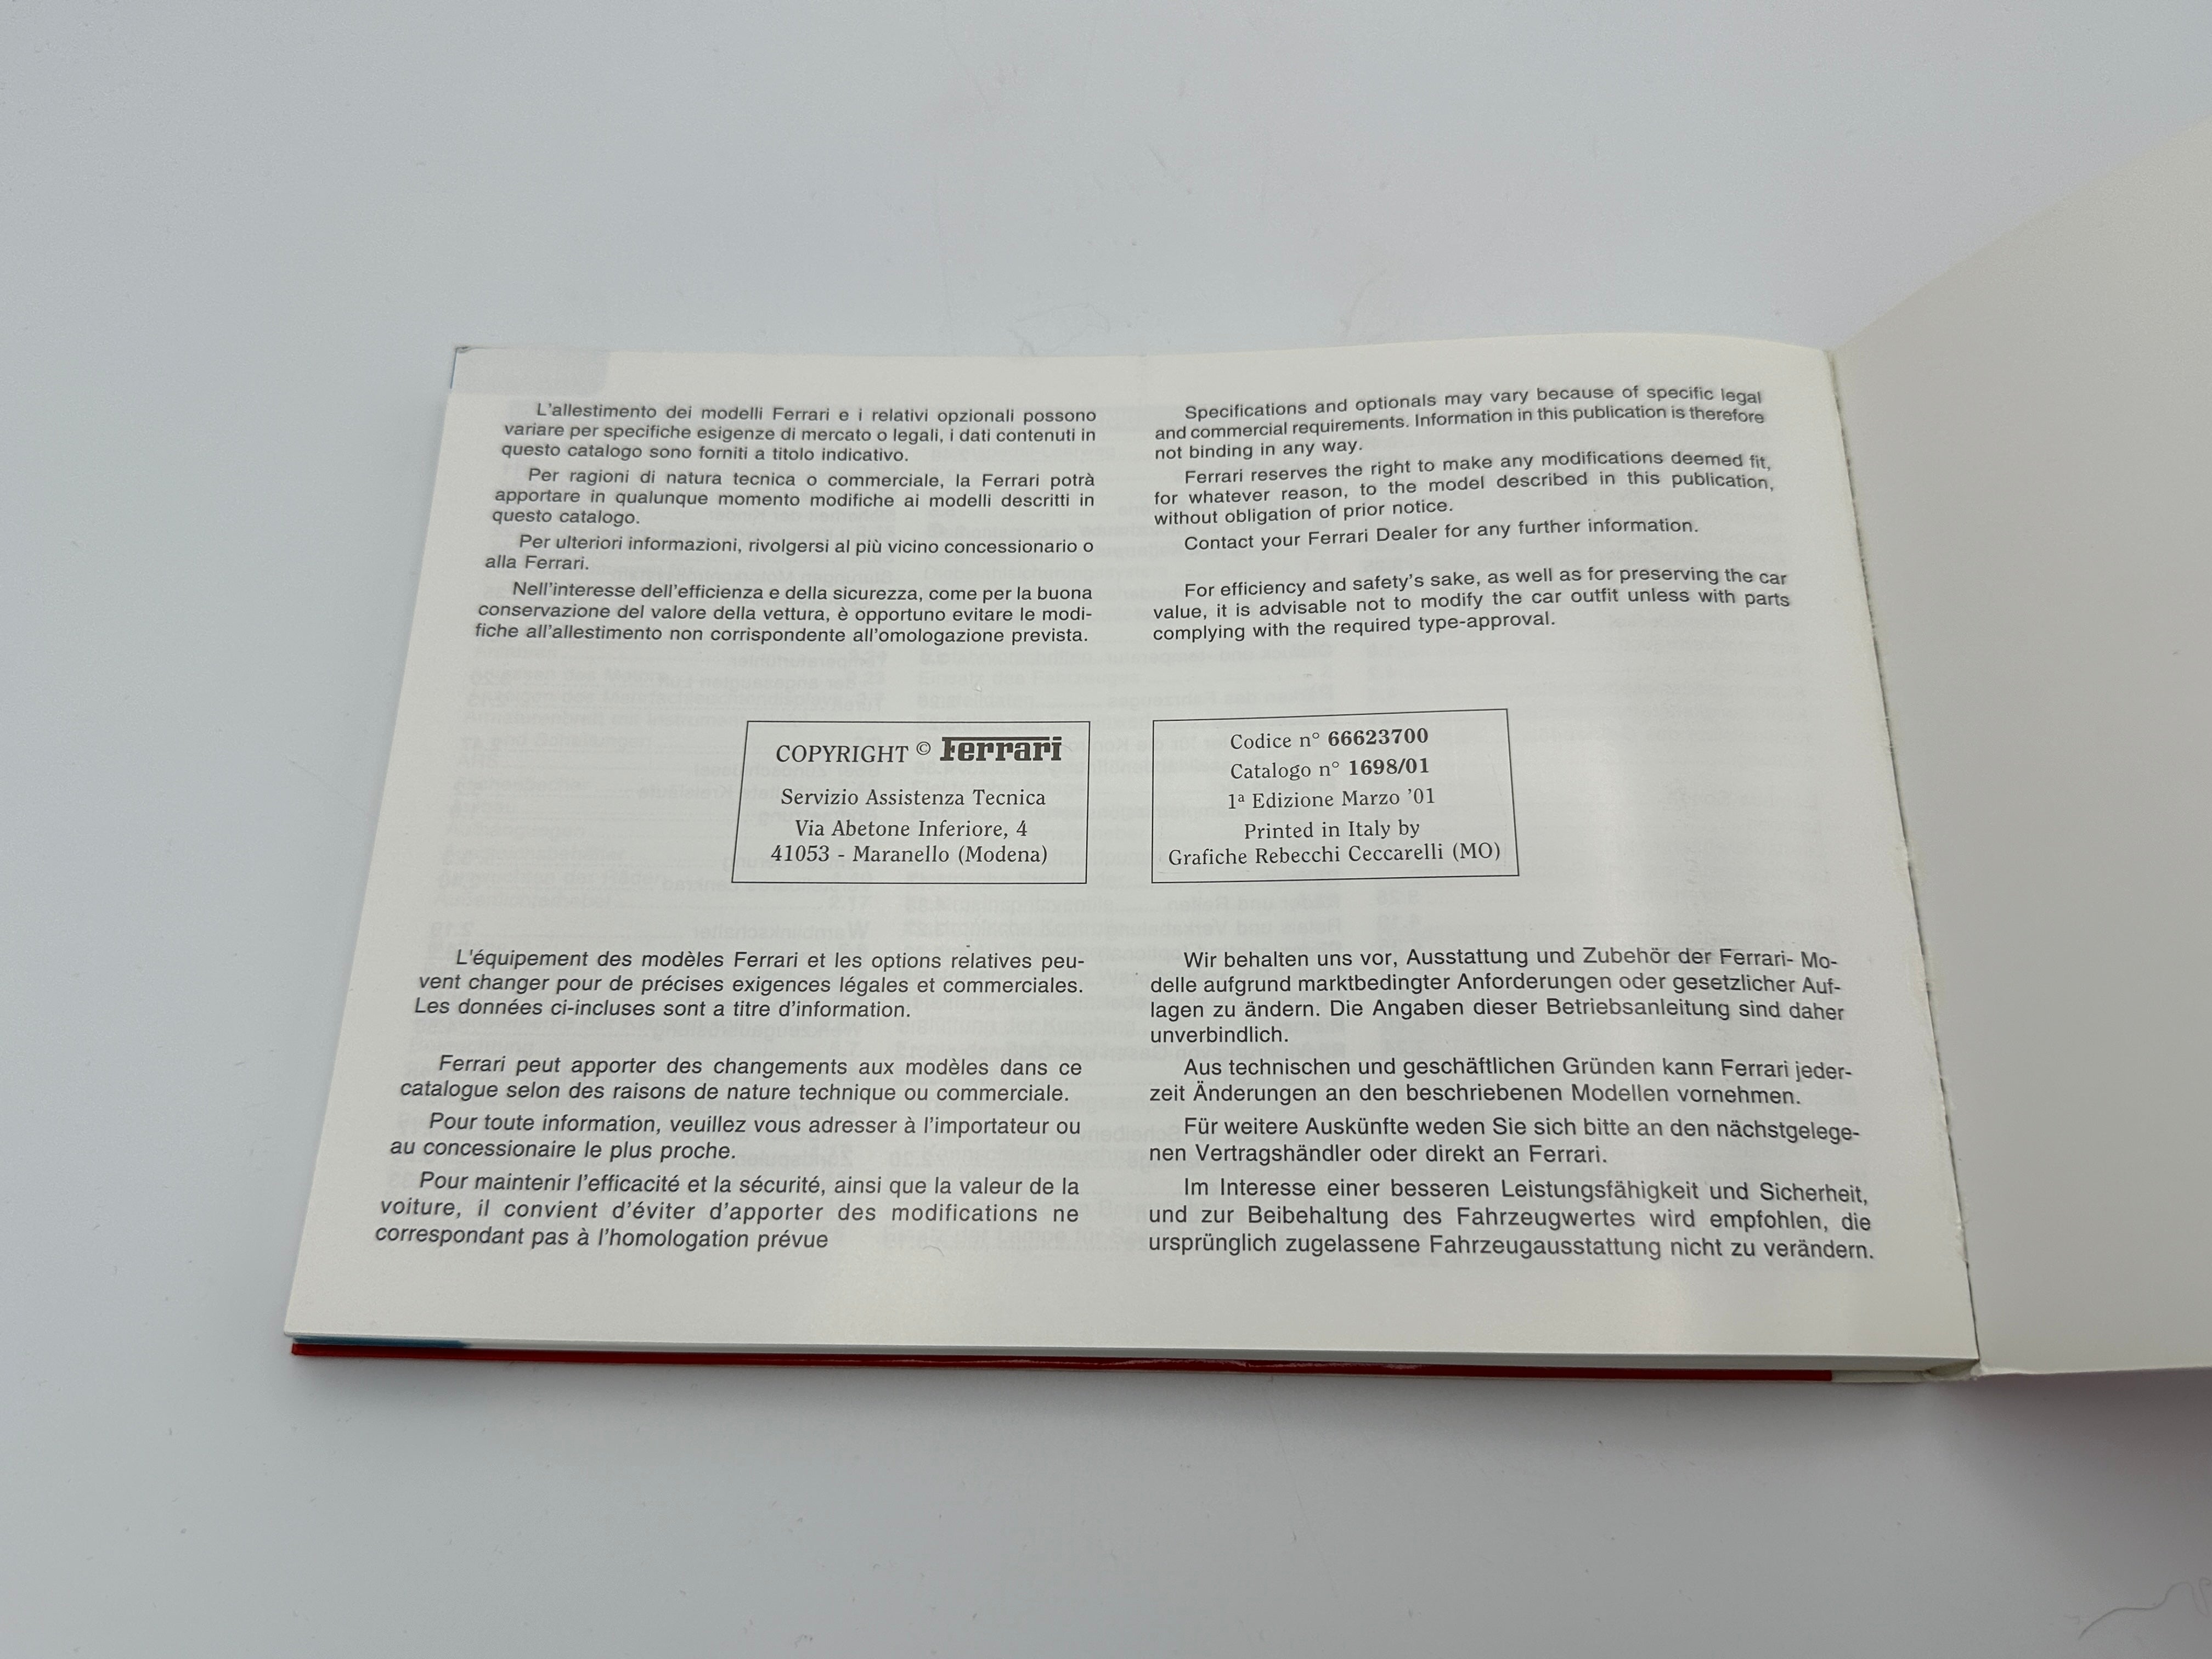 L'allestimento dei modelli Ferrari e i relativi opzionali possono
variare per specifiche esigenze di mercato o legali, i dati contenuti in
questo catalogo sono forniti a titolo indicativo.
Per ragioni di natura tecnica o commerciale, la Ferrari potrà
apportare in qualunque momento modifiche ai modelli descritti in
questo catalogo.
Per ulteriori informazioni, rivolgersi al più vicino concessionario o
alla Ferrari.
Nell'interesse dell'efficienza e della sicurezza, come per la buona
conservazione del valore della vettura, è opportuno evitare le modi-
fiche all'allestimento non corrispondente all'omologazione prevista.
Specifications and optionals may vary because of specific legal
and commercial requirements. Information in this publication is therefore
not binding in any way.
Ferrari reserves the right to make any modifications deemed fit,
for whatever reason, to the model described in this publication,
without obligation of prior notice.
Contact your Ferrari Dealer for any further information.
For efficiency and safety's sake, as well as for preserving the car
value, it is advisable not to modify the car outfit unless with parts
complying with the required type-approval.
COPYRIGHT © Ferrari
Servizio Assistenza Tecnica
Via Abetone Inferiore, 4
41053 - Maranello (Modena)
Codice n° 66623700
Catalogo n° 1698/01
1ª Edizione Marzo '01
Printed in Italy by
Grafiche Rebecchi Ceccarelli (MO)
L'équipement des modèles Ferrari et les options relatives peu-
vent changer pour de précises exigences légales et commerciales.
Les données ci-incluses sont a titre d'information.
Ferrari peut apporter des changements aux modèles dans ce
catalogue selon des raisons de nature technique ou commerciale.
Pour toute information, veuillez vous adresser à l'importateur ou
au concessionaire le plus proche.
Pour maintenir l'efficacité et la sécurité, ainsi que la valeur de la
voiture, il convient d'éviter d'apporter des modifications ne
correspondant pas à l'homologation prévue
Wir behalten uns vor, Ausstattung und Zubehör der Ferrari- Mo-
delle aufgrund marktbedingter Anforderungen oder gesetzlicher Auf-
lagen zu ändern. Die Angaben dieser Betriebsanleitung sind daher
unverbindlich.
Aus technischen und geschäftlichen Gründen kann Ferrari jeder-
zeit Änderungen an den beschriebenen Modellen vornehmen.
Für weitere Auskünfte weden Sie sich bitte an den nächstgelege-
nen Vertragshändler oder direkt an Ferrari.
Im Interesse einer besseren Leistungsfähigkeit und Sicherheit,
und zur Beibehaltung des Fahrzeugwertes wird empfohlen, die
ursprünglich zugelassene Fahrzeugausstattung nicht zu verändern.